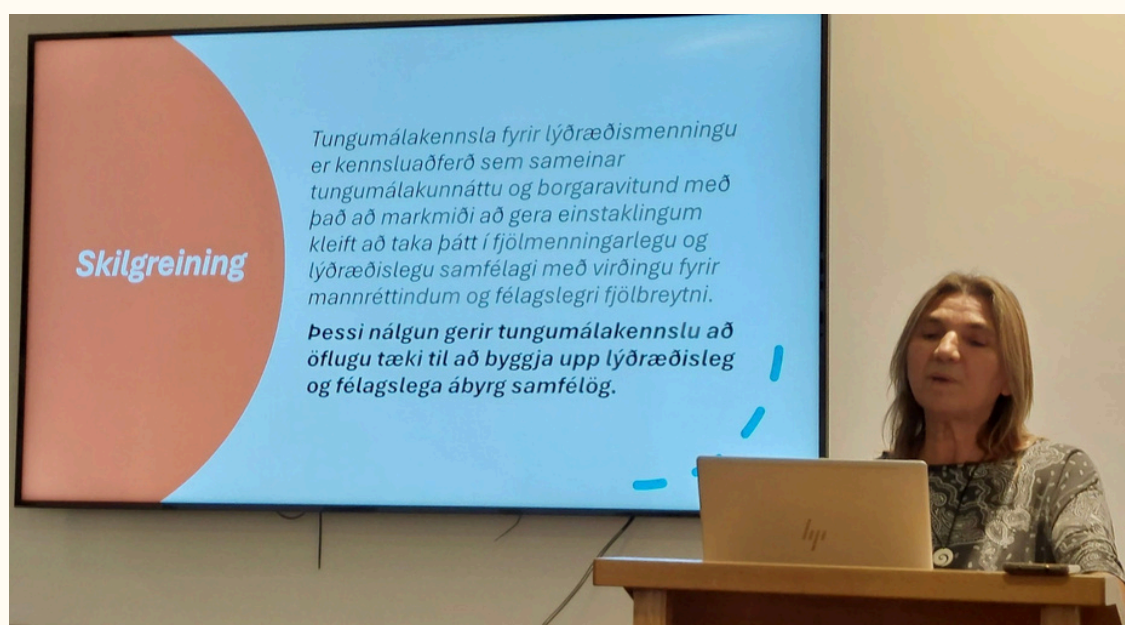 Skilgreining
Tungumálakennsla fyrir lýðræðismenningu
er kennsluaðferð sem sameinar
tungumálakunnáttu og borgaravitund með
það að markmiði að gera einstaklingum
kleift að taka þátt í fjölmenningarlegu og
lýðræðislegu samfélagi með virðingu fyrir
mannréttindum og félagslegri fjölbreytni.
Þessi nálgun gerir tungumálakennslu að
öflugu tæki til að byggja upp lýðræðisleg
og félagslega ábyrg samfélög.
hp